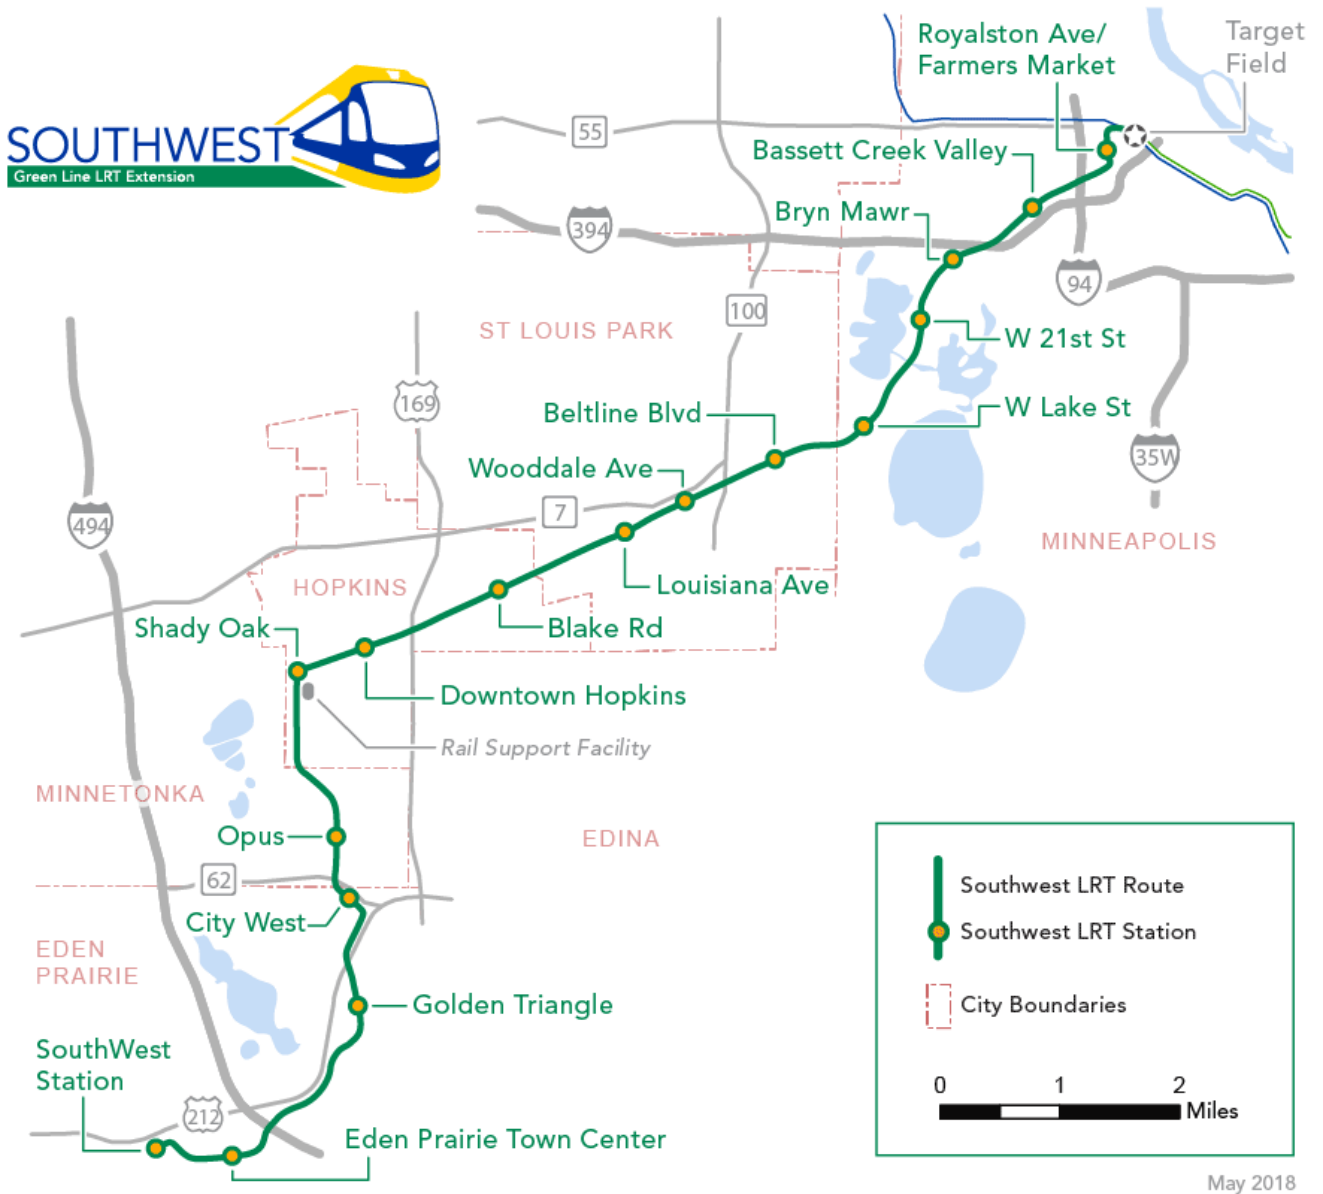 SOUTHWEST
Green Line LRT Extension
Royalston Ave/
Farmers Market
Target
Field
55
Bassett Creek Valley
Bryn Mawr
394
94
100
ST LOUIS PARK
W 21st St
169
Beltline Blvd
W Lake St
Wooddale Ave
35W
7
494
MINNEAPOLIS
HOPKINS
Louisiana Ave
Shady Oak
Blake Rd
Downtown Hopkins
Rail Support Facility
MINNETONKA
Opus
EDINA
62
City West
EDEN
PRAIRIE
Golden Triangle
SouthWest
Station
212
Eden Prairie Town Center
Southwest LRT Route
Southwest LRT Station
City Boundaries
0 1 2
Miles
May 2018